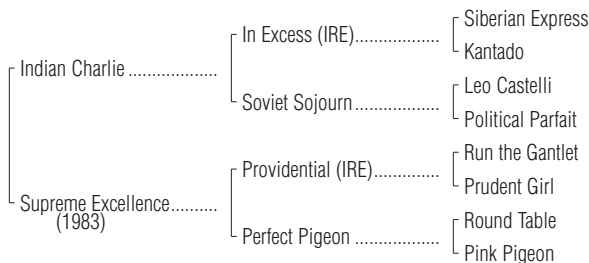 Siberian Express
In Excess (IRE)..................
Kantado
Indian Charlie ...................
Leo Castelli
Soviet Sojourn ..................
Political Parfait
Run the Gantlet
Providential (IRE)..............
Prudent Girl
Supreme Excellence..........
(1983)
Round Table
Perfect Pigeon ..................
Pink Pigeon